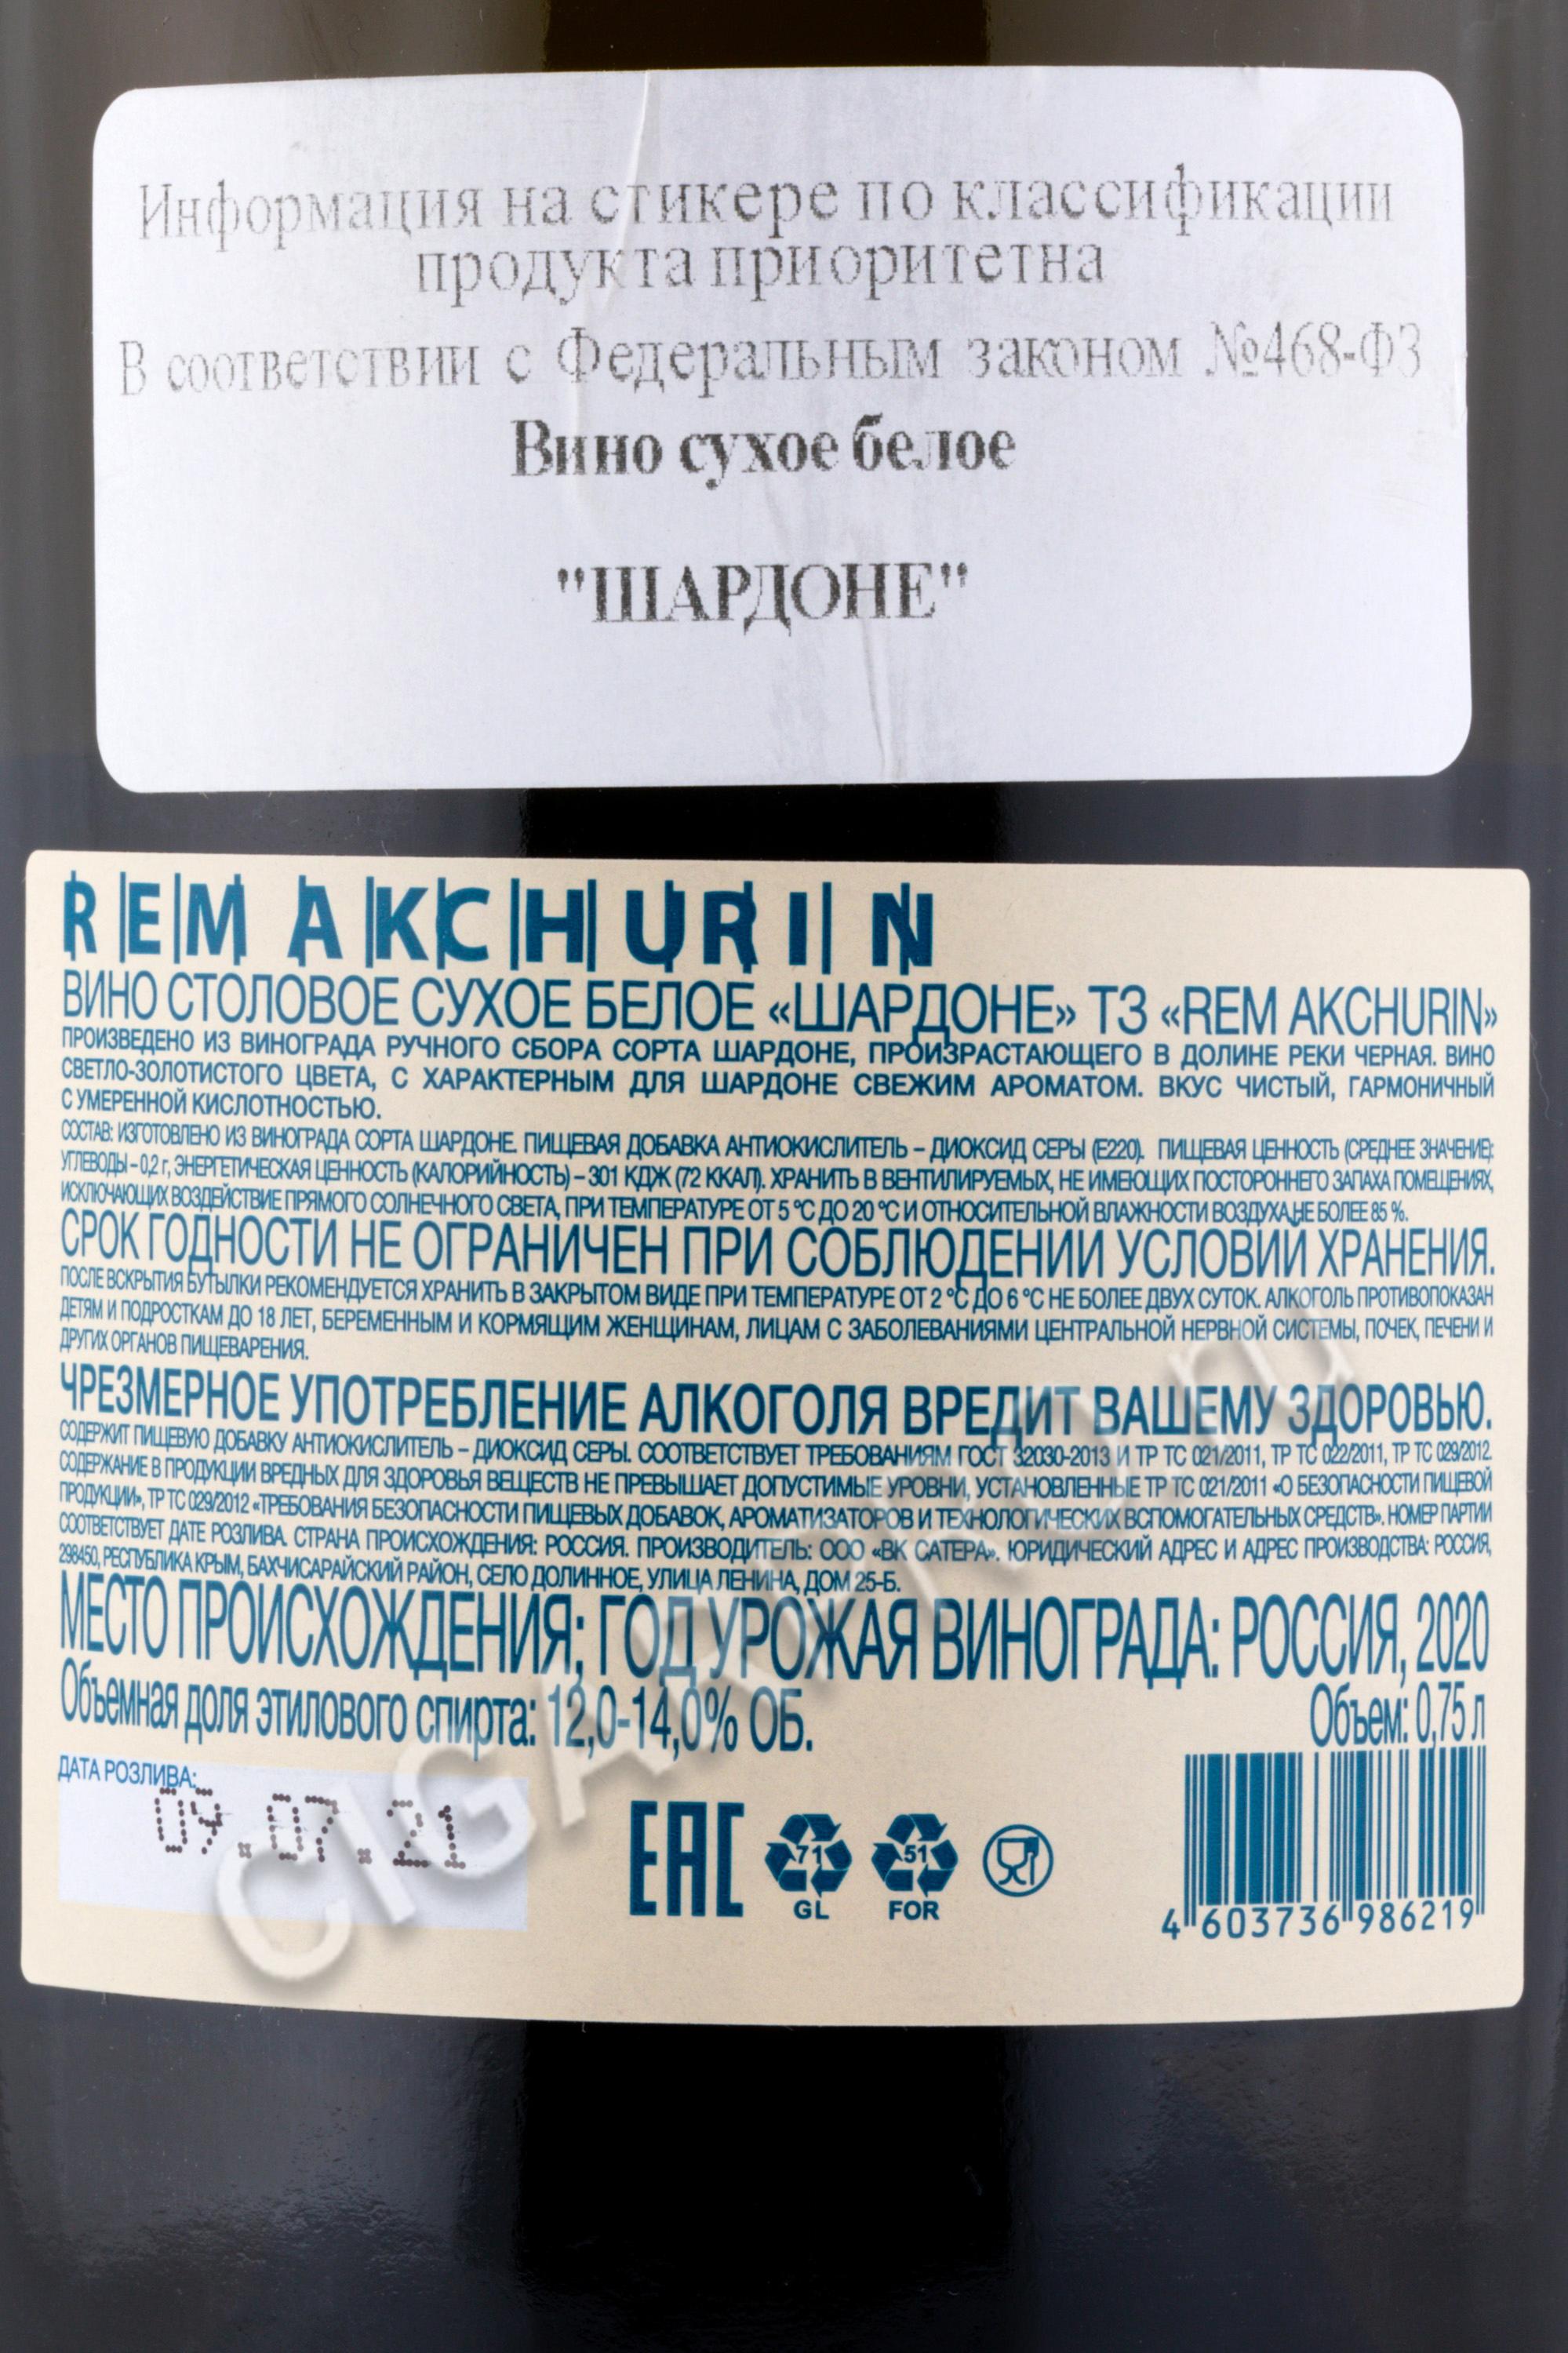 Информация на стикере по классификации
продукта приоритетна
В соответствии с Федеральным законом №468-ФЗ
Вино сухое белое
"ШАРДОНЕ"
REM AKCHURIN
ВИНО СТОЛОВОЕ СУХОЕ БЕЛОЕ «ШАРДОНЕ» ТЗ «REM AKCHURIN»
ПРОИЗВЕДЕНО ИЗ ВИНОГРАДА РУЧНОГО СБОРА СОРТА ШАРДОНЕ, ПРОИЗРАСТАЮЩЕГО В ДОЛИНЕ РЕКИ ЧЕРНАЯ. ВИНО
СВЕТЛО-ЗОЛОТИСТОГО ЦВЕТА, С ХАРАКТЕРНЫМ ДЛЯ ШАРДОНЕ СВЕЖИМ АРОМАТОМ. ВКУС ЧИСТЫЙ, ГАРМОНИЧНЫЙ
С УМЕРЕННОЙ КИСЛОТНОСТЬЮ.
СОСТАВ: ИЗГОТОВЛЕНО ИЗ ВИНОГРАДА СОРТА ШАРДОНЕ. ПИЩЕВАЯ ДОБАВКА АНТИОКИСЛИТЕЛЬ – ДИОКСИД СЕРЫ (Е220). ПИЩЕВАЯ ЦЕННОСТЬ (СРЕДНЕЕ ЗНАЧЕНИЕ):
УГЛЕВОДЫ – 0,2 г, ЭНЕРГЕТИЧЕСКАЯ ЦЕННОСТЬ (КАЛОРИЙНОСТЬ) – 301 КДЖ (72 ККАЛ). ХРАНИТЬ В ВЕНТИЛИРУЕМЫХ, НЕ ИМЕЮЩИХ ПОСТОРОННЕГО ЗАПАХА ПОМЕЩЕНИЯХ,
ИСКЛЮЧАЮЩИХ ВОЗДЕЙСТВИЕ ПРЯМОГО СОЛНЕЧНОГО СВЕТА, ПРИ ТЕМПЕРАТУРЕ ОТ 5 °С ДО 20 °С И ОТНОСИТЕЛЬНОЙ ВЛАЖНОСТИ ВОЗДУХА,НЕ БОЛЕЕ 85 %.
СРОК ГОДНОСТИ НЕ ОГРАНИЧЕН ПРИ СОБЛЮДЕНИИ УСЛОВИЙ ХРАНЕНИЯ.
ПОСЛЕ ВСКРЫТИЯ БУТЫЛКИ РЕКОМЕНДУЕТСЯ ХРАНИТЬ В ЗАКРЫТОМ ВИДЕ ПРИ ТЕМПЕРАТУРЕ ОТ 2 °С ДО 6 °С НЕ БОЛЕЕ ДВУХ СУТОК. АЛКОГОЛЬ ПРОТИВОПОКАЗАН
ДЕТЯМ И ПОДРОСТКАМ ДО 18 ЛЕТ, БЕРЕМЕННЫМ И КОРМЯЩИМ ЖЕНЩИНАМ, ЛИЦАМ С ЗАБОЛЕВАНИЯМИ ЦЕНТРАЛЬНОЙ НЕРВНОЙ СИСТЕМЫ, ПОЧЕК, ПЕЧЕНИ И
ДРУГИХ ОРГАНОВ ПИЩЕВАРЕНИЯ.
ЧРЕЗМЕРНОЕ УПОТРЕБЛЕНИЕ АЛКОГОЛЯ ВРЕДИТ ВАШЕМУ ЗДОРОВЬЮ.
СОДЕРЖИТ ПИЩЕВУЮ ДОБАВКУ АНТИОКИСЛИТЕЛЬ – ДИОКСИД СЕРЫ. СООТВЕТСТВУЕТ ТРЕБОВАНИЯМ ГОСТ 32030-2013 И ТР ТС 021/2011, ТР ТС 022/2011, ТР ТС 029/2012.
СОДЕРЖАНИЕ В ПРОДУКЦИИ ВРЕДНЫХ ДЛЯ ЗДОРОВЬЯ ВЕЩЕСТВ НЕ ПРЕВЫШАЕТ ДОПУСТИМЫЕ УРОВНИ, УСТАНОВЛЕННЫЕ ТР ТС 021/2011 «О БЕЗОПАСНОСТИ ПИЩЕВОЙ
ПРОДУКЦИИ», ТР ТС 029/2012 «ТРЕБОВАНИЯ БЕЗОПАСНОСТИ ПИЩЕВЫХ ДОБАВОК, АРОМАТИЗАТОРОВ И ТЕХНОЛОГИЧЕСКИХ ВСПОМОГАТЕЛЬНЫХ СРЕДСТВ». НОМЕР ПАРТИИ
СООТВЕТСТВУЕТ ДАТЕ РОЗЛИВА. СТРАНА ПРОИСХОЖДЕНИЯ: РОССИЯ. ПРОИЗВОДИТЕЛЬ: ООО «ВК САТЕРА». ЮРИДИЧЕСКИЙ АДРЕС И АДРЕС ПРОИЗВОДСТВА: РОССИЯ,
298450, РЕСПУБЛИКА КРЫМ, БАХЧИСАРАЙСКИЙ РАЙОН, СЕЛО ДОЛИННОЕ, УЛИЦА ЛЕНИНА, ДОМ 25-Б.
МЕСТО ПРОИСХОЖДЕНИЯ; ГОД УРОЖАЯ ВИНОГРАДА: РОССИЯ, 2020
Объемная доля этилового спирта: 12,0-14,0% ОБ.
Объем: 0,75 л
ДАТА РОЗЛИВА:
09.07.21
EAC
71
GL
51
FOR
4 603736 986219
CIGARPRO.ru